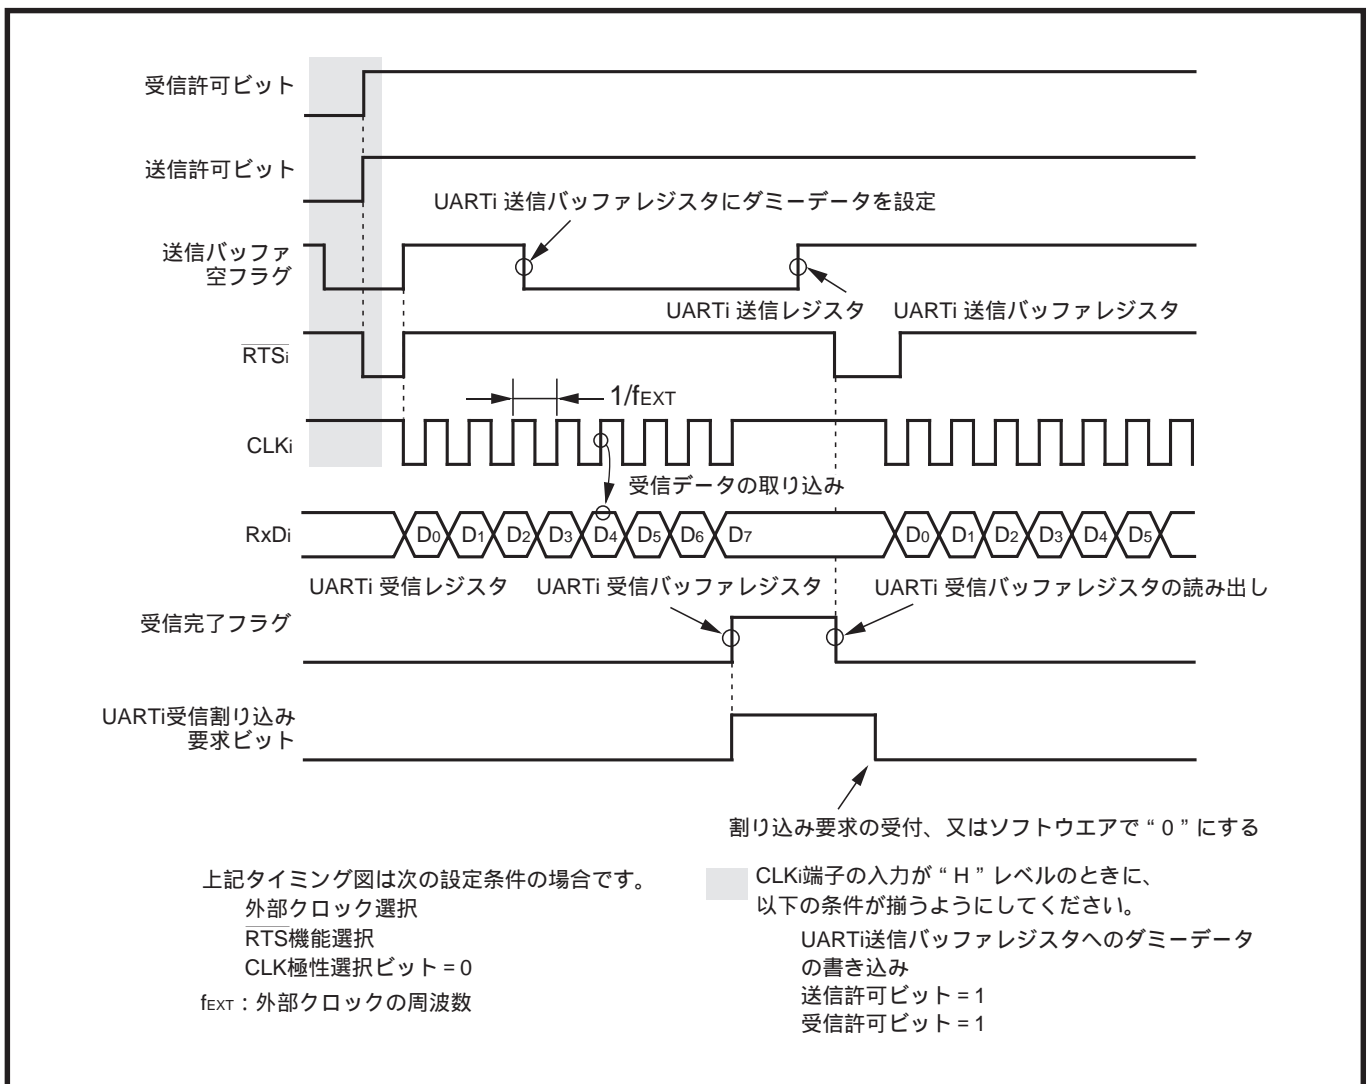 受信許可ビット
送信許可ビット
UARTi 送信バッファレジスタにダミーデータを設定
送信バッファ
空フラグ
UARTi 送信レジスタ UARTi 送信バッファレジスタ
RTSi
1/fEXT
CLKi
受信データの取り込み
RxDi
D0 D1 D2 D3 D4 D5 D6 D7 D0 D1 D2 D3 D4 D5
UARTi 受信レジスタ UARTi 受信バッファレジスタ UARTi 受信バッファレジスタの読み出し
受信完了フラグ
UARTi受信割り込み
要求ビット
割り込み要求の受付、又はソフトウエアで“0”にする
上記タイミング図は次の設定条件の場合です。
外部クロック選択
RTS機能選択
CLK極性選択ビット = 0
fEXT : 外部クロックの周波数
CLKi端子の入力が“H”レベルのときに、
以下の条件が揃うようにしてください。
UARTi送信バッファレジスタへのダミーデータ
の書き込み
送信許可ビット = 1
受信許可ビット = 1